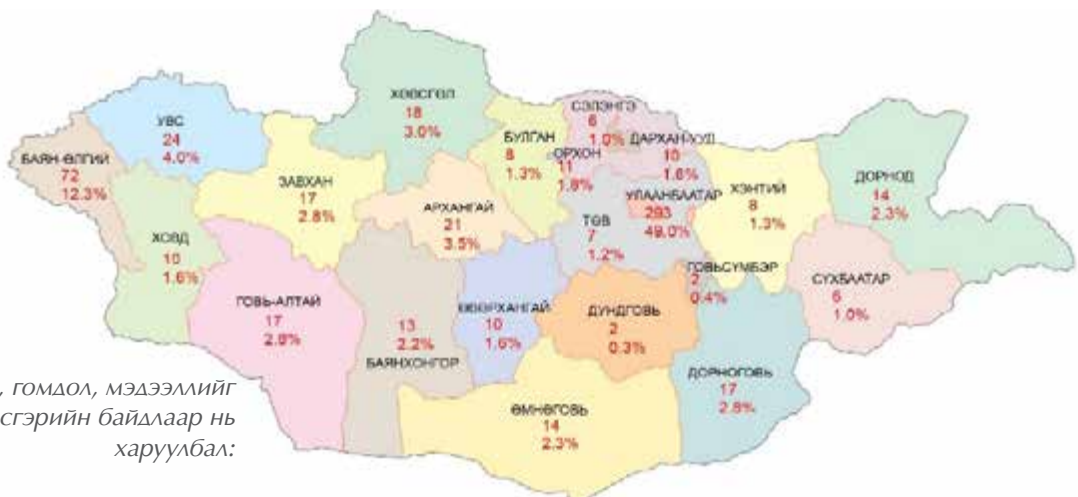 ХӨВСГӨЛ
18
3.0%
УВС
24
4.0%
БАЯН-ӨЛГИЙ
72
12.3%
ХОВД
10
1.6%
ЗАВХАН
17
2.8%
АРХАНГАЙ
21
3.5%
БУЛГАН
8
1.3%
СЭЛЭНГЭ
6
1.0%
ОРХОН
11
1.8%
ДАРХАН-УУЛ
10
1.6%
УЛААНБААТАР
293
49.0%
ТӨВ
7
1.2%
ХЭНТИЙ
8
1.3%
ДОРНОД
14
2.3%
СҮХБААТАР
6
1.0%
ГОВЬСҮМБЭР
2
0.4%
ГОВЬ-АЛТАЙ
17
2.8%
13
2.2%
БАЯНХОНГОР
ӨВӨРХАНГАЙ
10
1.6%
ДУНДГОВЬ
2
0.3%
ДОРНОГОВЬ
17
2.8%
ӨМНӨГОВЬ
14
2.3%
, гомдол, мэдээллийг
сгэрийн байдлаар нь
харуулбал: